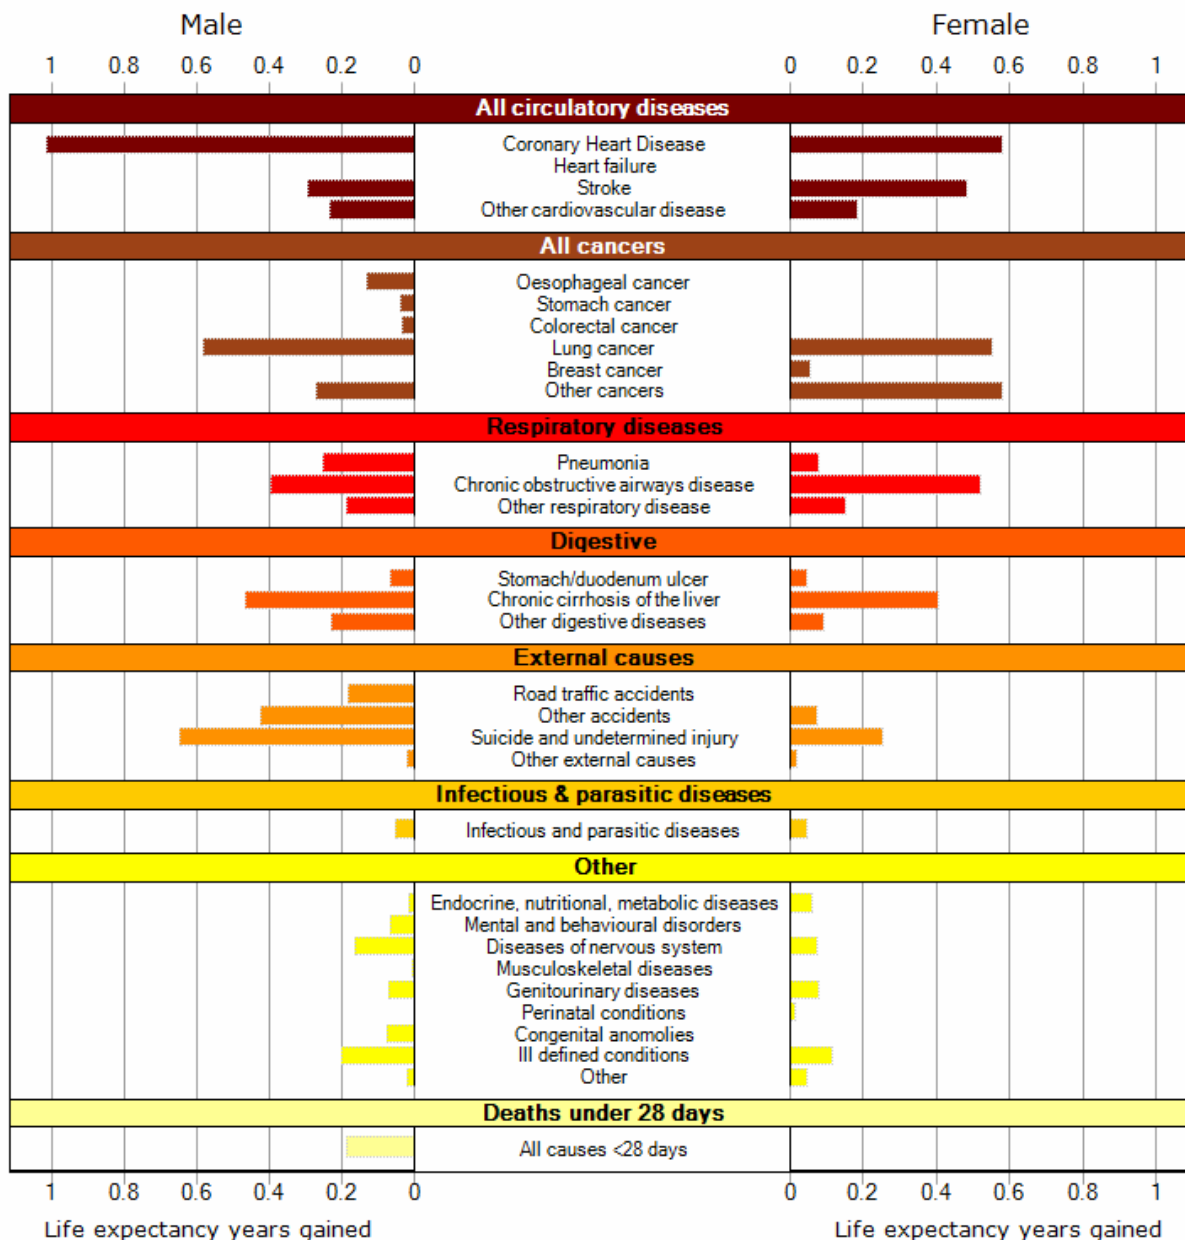 Male Female
1 0.8 0.6 0.4 0.2 0 0 0.2 0.4 0.6 0.8 1
All circulatory diseases
Coronary Heart Disease
Heart failure
Stroke
Other cardiovascular disease
All cancers
Oesophageal cancer
Stomach cancer
Colorectal cancer
Lung cancer
Breast cancer
Other cancers
Respiratory diseases
Pneumonia
Chronic obstructive airways disease
Other respiratory disease
Digestive
Stomach/duodenum ulcer
Chronic cirrhosis of the liver
Other digestive diseases
External causes
Road traffic accidents
Other accidents
Suicide and undetermined injury
Other external causes
Infectious & parasitic diseases
Infectious and parasitic diseases
Other
Endocrine, nutritional, metabolic diseases
Mental and behavioural disorders
Diseases of nervous system
Musculoskeletal diseases
Genitourinary diseases
Perinatal conditions
Congenital anomolies
Ill defined conditions
Other
Deaths under 28 days
All causes <28 days
1 0.8 0.6 0.4 0.2 0 0 0.2 0.4 0.6 0.8 1
Life expectancy years gained Life expectancy years gained